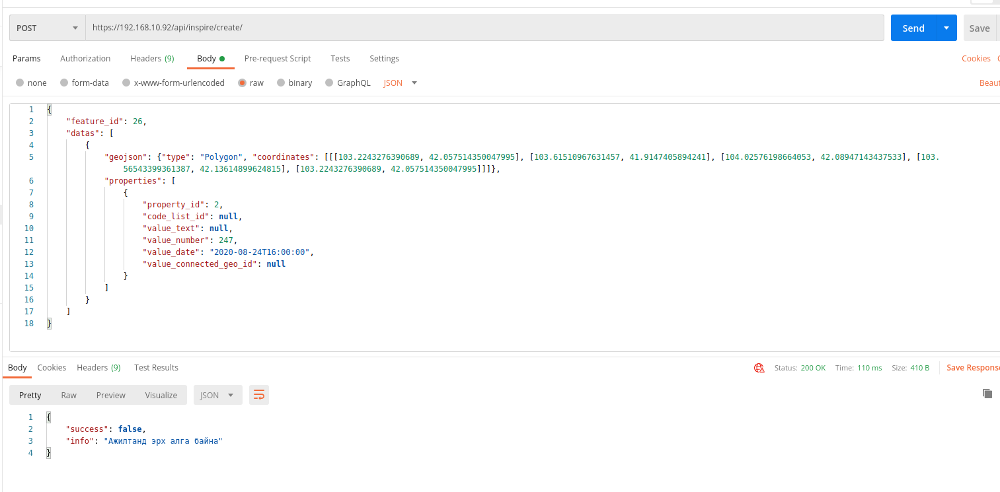 POST https://192.168.10.92/api/inspire/create/ Send Save
Params Authorization Headers (9) Body Pre-request Script Tests Settings Cookies
none form-data x-www-form-urlencoded raw binary GraphQL JSON Beaut
1 {
2 "feature_id": 26,
3 "datas": [
4 {
5 "geojson": {"type": "Polygon", "coordinates": [[[103.2243276390689, 42.057514350047995], [103.61510967631457, 41.9147405894241], [104.02576198664053, 42.08947143437533], [103.
56543399361387, 42.13614899624815], [103.2243276390689, 42.057514350047995]]]},
6 "properties": [
7 {
8 "property_id": 2,
9 "code_list_id": null,
10 "value_text": null,
11 "value_number": 247,
12 "value_date": "2020-08-24T16:00:00",
13 "value_connected_geo_id": null
14 }
15 ]
16 }
17 ]
18 }
Body Cookies Headers (9) Test Results Status: 200 OK Time: 110 ms Size: 410 B Save Response
Pretty Raw Preview Visualize JSON
1 {
2 "success": false,
3 "info": "Ажилтанд эрх алга байна"
4 }